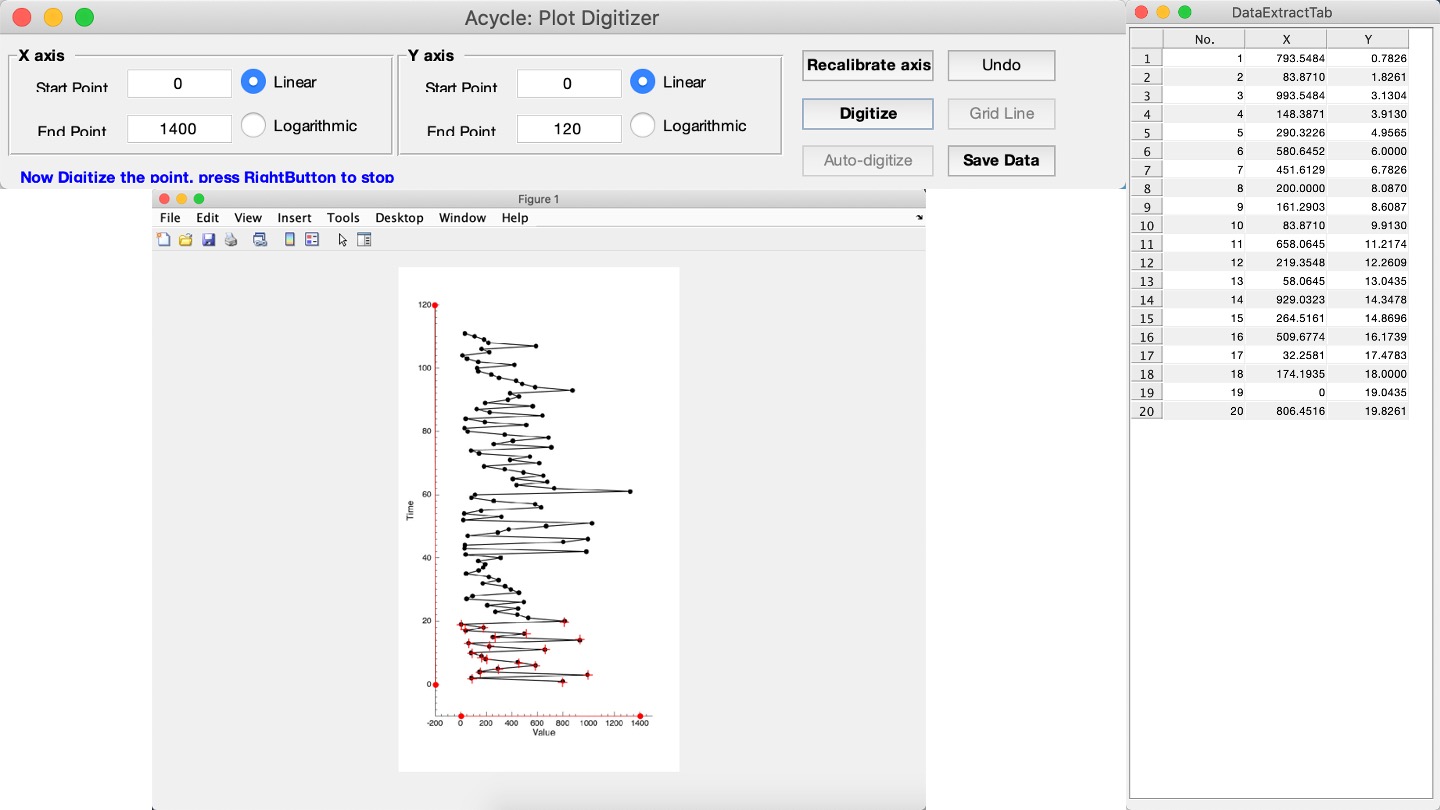 Acycle: Plot Digitizer
X axis
Start Point 0 Linear
End Point 1400 Logarithmic
Y axis
Start Point 0 Linear
End Point 120 Logarithmic
Recalibrate axis Undo
Digitize Grid Line
Auto-digitize Save Data
Now Digitize the point, press RightButton to stop
Figure 1
File Edit View Insert Tools Desktop Window Help
120
100
80
60
40
20
0
Time
-200 0 200 400 600 800 1000 1200 1400
Value
DataExtractTab
No. X Y
1 1 793.5484 0.7826
2 2 83.8710 1.8261
3 3 993.5484 3.1304
4 4 148.3871 3.9130
5 5 290.3226 4.9565
6 6 580.6452 6.0000
7 7 451.6129 6.7826
8 8 200.0000 8.0870
9 9 161.2903 8.6087
10 10 83.8710 9.9130
11 11 658.0645 11.2174
12 12 219.3548 12.2609
13 13 58.0645 13.0435
14 14 929.0323 14.3478
15 15 264.5161 14.8696
16 16 509.6774 16.1739
17 17 32.2581 17.4783
18 18 174.1935 18.0000
19 19 0 19.0435
20 20 806.4516 19.8261